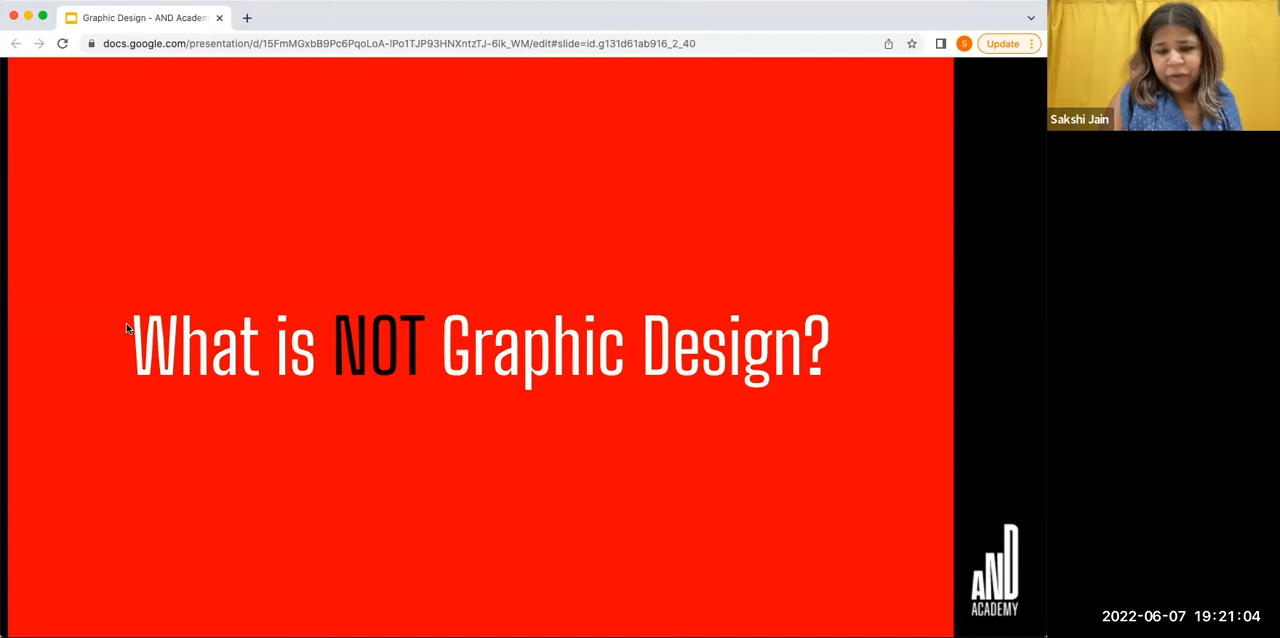 Graphic Design - AND Academ
docs.google.com/presentation/d/15FmMGxbB9Pc6PqoLoA-IPo1TJP93HNXntzTJ-6lk_WM/edit#slide=id.g131d61ab916_2_40
S
Update
Sakshi Jain
What is NOT Graphic Design?
AND
ACADEMY
2022-06-07 19:21:04